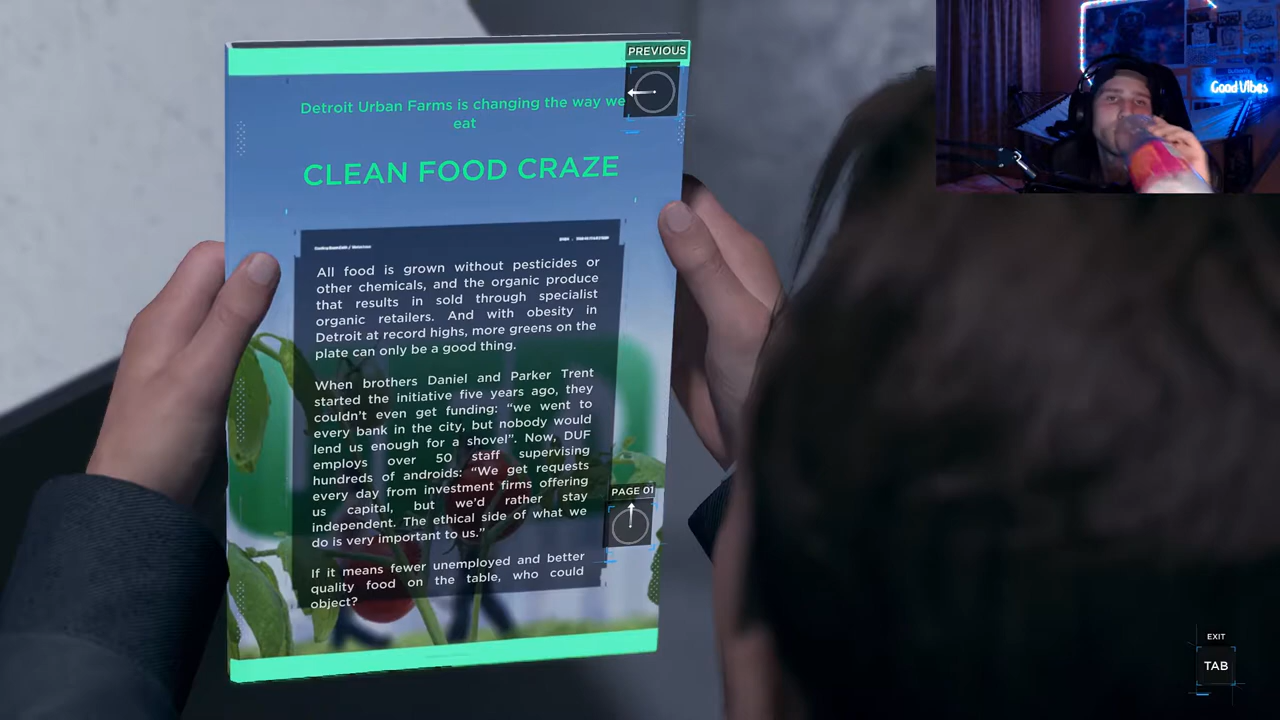 PREVIOUS
Detroit Urban Farms is changing the way we
eat
CLEAN FOOD CRAZE
All food is grown without pesticides or
other chemicals, and the organic produce
that results in sold through specialist
organic retailers. And with obesity in
Detroit at record highs, more greens on the
plate can only be a good thing.
When brothers Daniel and Parker Trent
started the initiative five years ago, they
couldn't even get funding: “we went to
every bank in the city, but nobody would
lend us enough for a shovel”. Now, DUF
employs over 50 staff supervising
hundreds of androids: “We get requests
every day from investment firms offering
us capital, but we'd rather stay
independent. The ethical side of what we
do is very important to us.”
If it means fewer unemployed and better
quality food on the table, who could
object?
PAGE 01
Good Vibes
EXIT
TAB